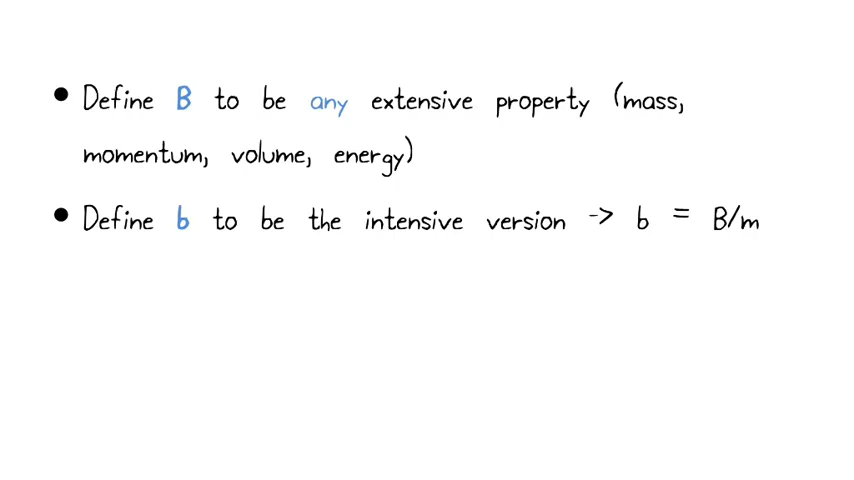 • Define B to be any extensive property (mass,
momentum, volume, energy)
• Define b to be the intensive version -> b = B/m